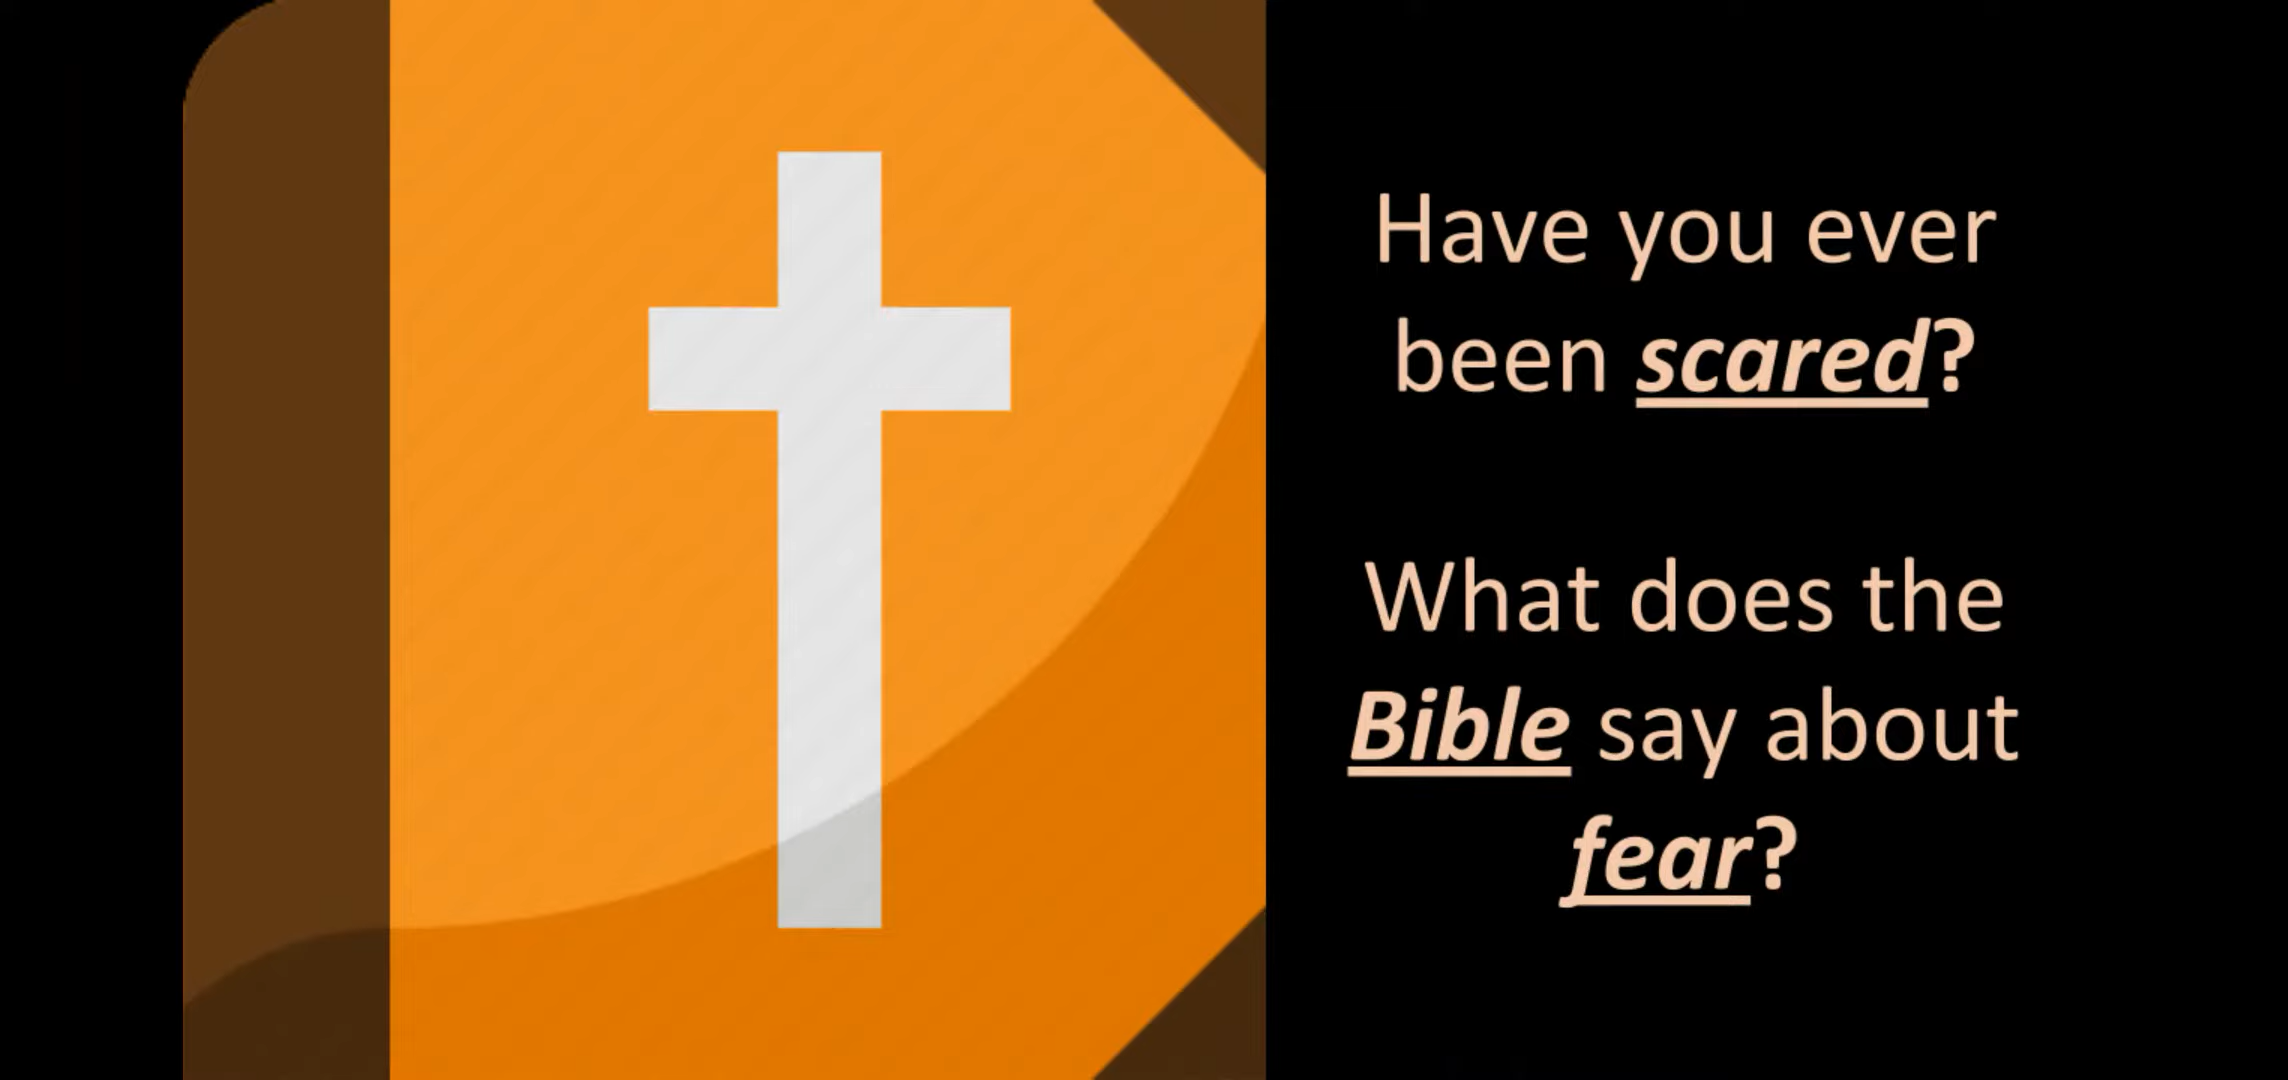 Have you ever
been scared?
What does the
Bible say about
fear?